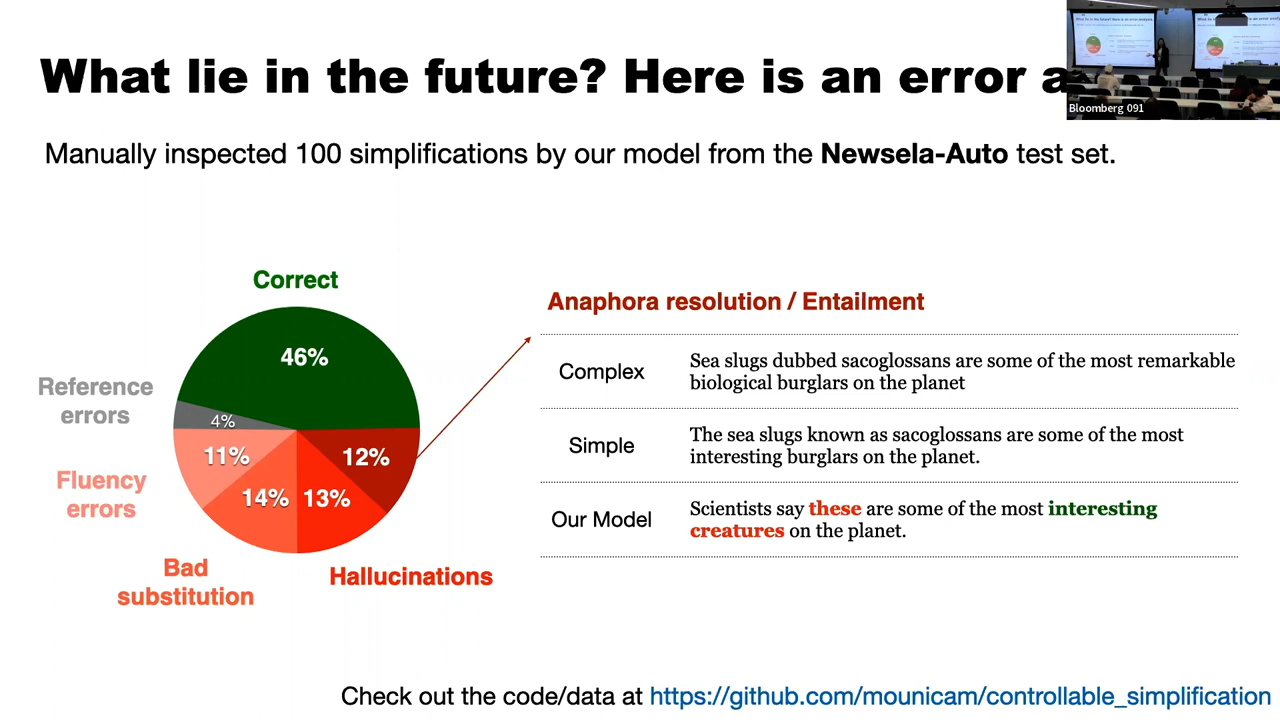 What lie in the future? Here is an error a
Bloomberg 091
Manually inspected 100 simplifications by our model from the Newsela-Auto test set.
Correct
46%
Reference
errors
4%
11%
12%
Fluency
errors
14%
13%
Bad
substitution
Hallucinations
Anaphora resolution / Entailment
Complex
Sea slugs dubbed sacoglossans are some of the most remarkable
biological burglars on the planet
Simple
The sea slugs known as sacoglossans are some of the most
interesting burglars on the planet.
Our Model
Scientists say these are some of the most interesting
creatures on the planet.
Check out the code/data at https://github.com/mounicam/controllable_simplification